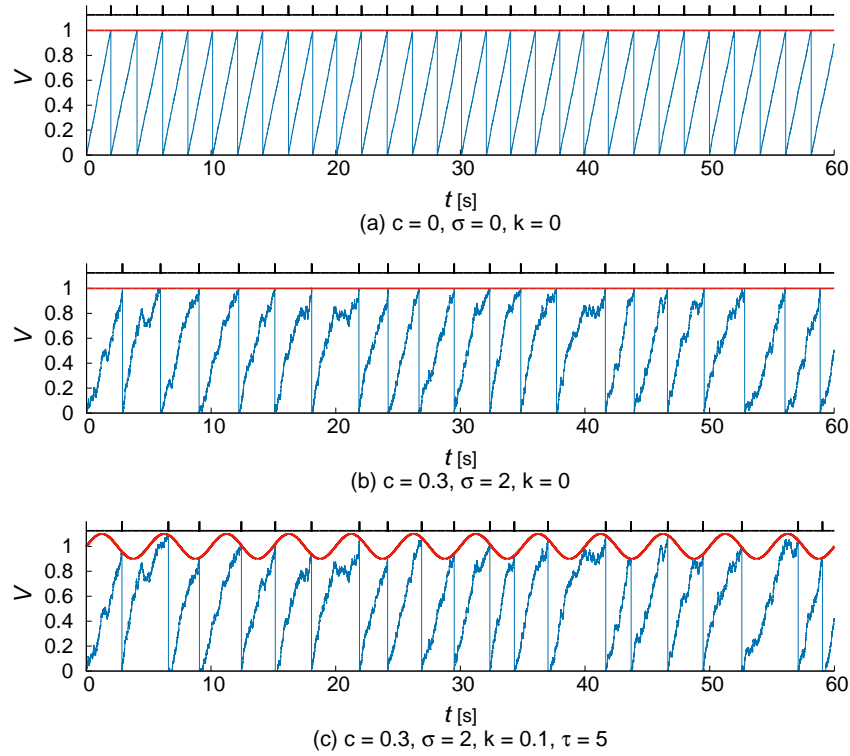 1
0.8
0.6
0.4
0.2
0
V
0 10 20 30 40 50 60
t [s]
(a) c = 0, σ = 0, k = 0
1
0.8
0.6
0.4
0.2
0
V
0 10 20 30 40 50 60
t [s]
(b) c = 0.3, σ = 2, k = 0
1
0.8
0.6
0.4
0.2
0
V
0 10 20 30 40 50 60
t [s]
(c) c = 0.3, σ = 2, k = 0.1, τ = 5